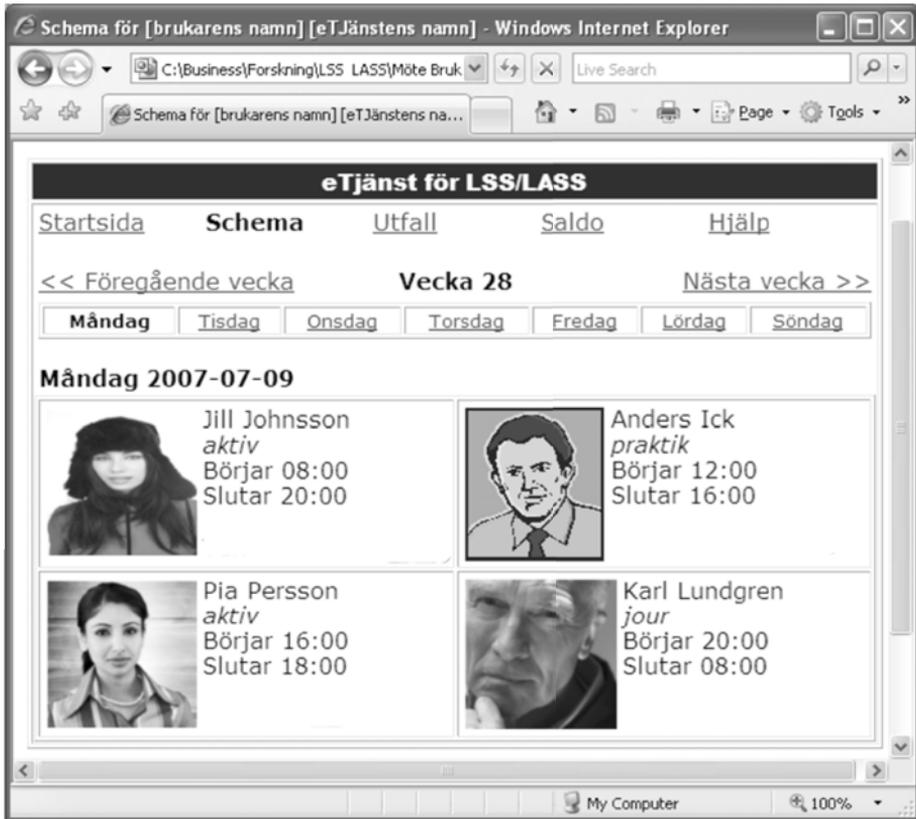 Schema för [brukarens namn] [eTJänstens namn] - Windows Internet Explorer
C:\Business\Forskning\LSS LASS\Möte Bruk
Live Search
Schema för [brukarens namn] [eTJänstens na...
Page
Tools
»
eTjänst för LSS/LASS
Startsida Schema Utfall Saldo Hjälp
<< Föregående vecka Vecka 28 Nästa vecka >>
Måndag Tisdag Onsdag Torsdag Fredag Lördag Söndag
Måndag 2007-07-09
Jill Johnsson
aktiv
Börjar 08:00
Slutar 20:00
Anders Ick
praktik
Börjar 12:00
Slutar 16:00
Pia Persson
aktiv
Börjar 16:00
Slutar 18:00
Karl Lundgren
jour
Börjar 20:00
Slutar 08:00
My Computer
100%